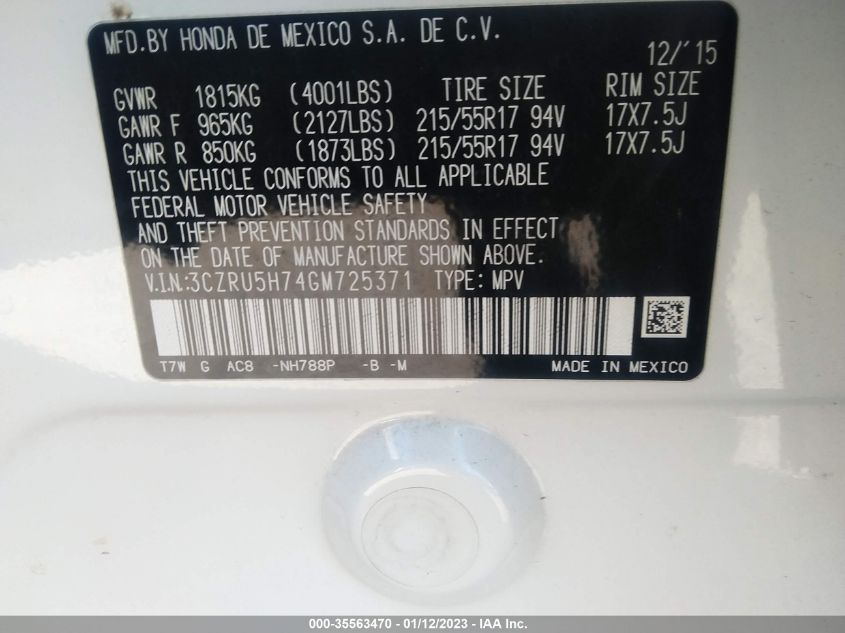 MFD.BY HONDA DE MEXICO S.A. DE C.V.
12/'15
GVWR 1815KG (4001LBS) TIRE SIZE RIM SIZE
GAWR F 965KG (2127LBS) 215/55R17 94V 17X7.5J
GAWR R 850KG (1873LBS) 215/55R17 94V 17X7.5J
THIS VEHICLE CONFORMS TO ALL APPLICABLE
FEDERAL MOTOR VEHICLE SAFETY
AND THEFT PREVENTION STANDARDS IN EFFECT
ON THE DATE OF MANUFACTURE SHOWN ABOVE.
V.I.N:3CZRU5H74GM725371 TYPE: MPV
T7W G AC8 -NH788P -B -M MADE IN MEXICO
000-35563470 — 01/12/2023 — IAA Inc.